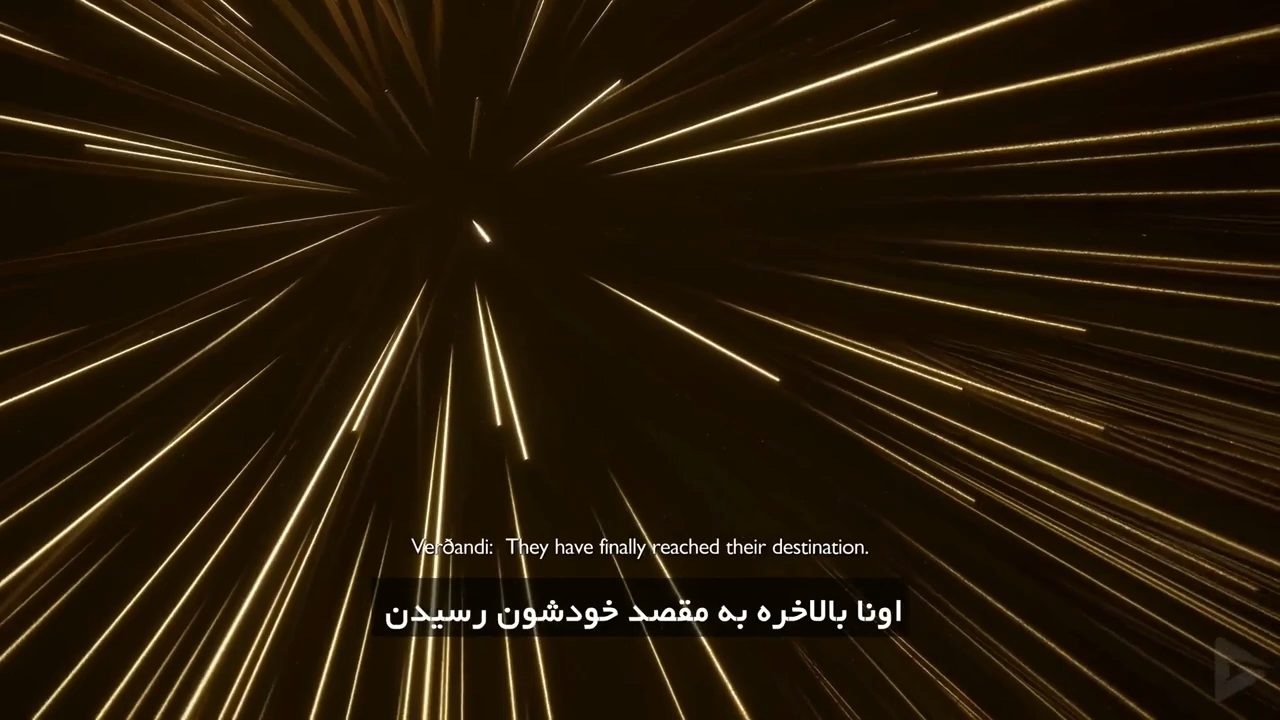 Verðandi:  They have finally reached their destination.
اونا بالاخره به مقصد خودشون رسیدن